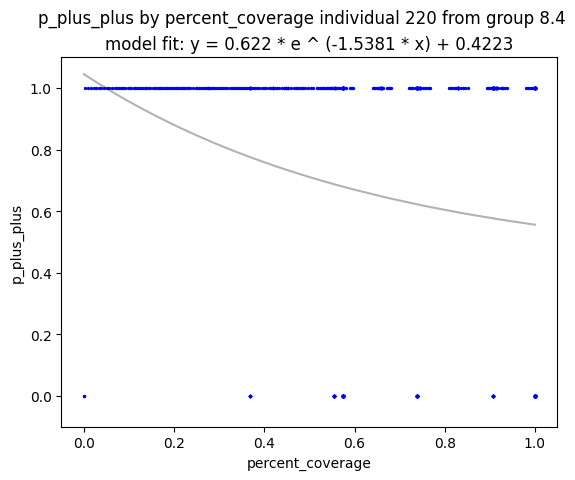 p_plus_plus by percent_coverage individual 220 from group 8.4
model fit: y = 0.622 * e ^ (-1.5381 * x) + 0.4223
1.0
0.8
0.6
0.4
0.2
0.0
p_plus_plus
0.0 0.2 0.4 0.6 0.8 1.0
percent_coverage